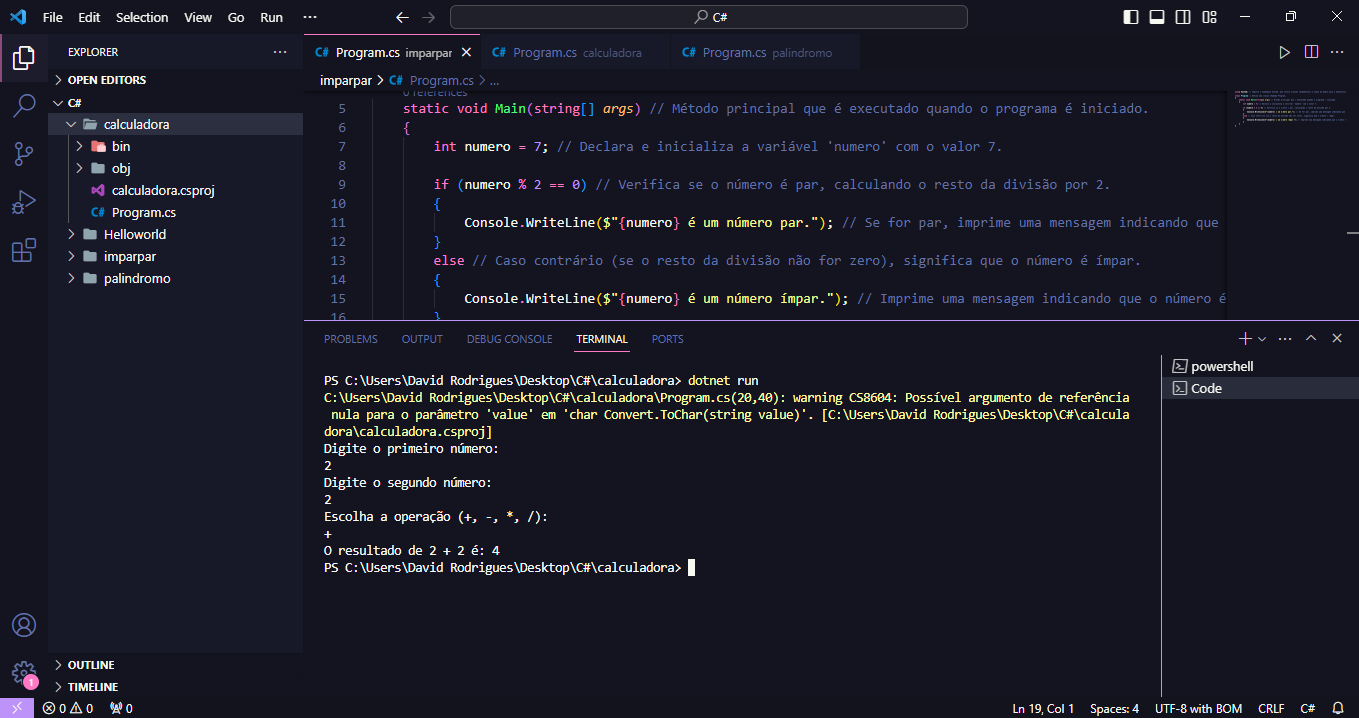 File Edit Selection View Go Run ··· C#
EXPLORER ···
OPEN EDITORS
C#
calculadora
bin
obj
calculadora.csproj
C# Program.cs
Helloworld
imparpar
palindromo
OUTLINE
TIMELINE
C# Program.cs imparpar C# Program.cs calculadora C# Program.cs palindromo ···
imparpar > C# Program.cs > ...
0 references
5 static void Main(string[] args) // Método principal que é executado quando o programa é iniciado.
6 {
7 int numero = 7; // Declara e inicializa a variável 'numero' com o valor 7.
8
9 if (numero % 2 == 0) // Verifica se o número é par, calculando o resto da divisão por 2.
10 {
11 Console.WriteLine($"{numero} é um número par."); // Se for par, imprime uma mensagem indicando que
12 }
13 else // Caso contrário (se o resto da divisão não for zero), significa que o número é ímpar.
14 {
15 Console.WriteLine($"{numero} é um número ímpar."); // Imprime uma mensagem indicando que o número é
16 }
PROBLEMS OUTPUT DEBUG CONSOLE TERMINAL PORTS ···
PS C:\Users\David Rodrigues\Desktop\C#\calculadora> dotnet run
C:\Users\David Rodrigues\Desktop\C#\calculadora\Program.cs(20,40): warning CS8604: Possível argumento de referência
nula para o parâmetro 'value' em 'char Convert.ToChar(string value)'. [C:\Users\David Rodrigues\Desktop\C#\calcula
dora\calculadora.csproj]
Digite o primeiro número:
2
Digite o segundo número:
2
Escolha a operação (+, -, *, /):
+
O resultado de 2 + 2 é: 4
PS C:\Users\David Rodrigues\Desktop\C#\calculadora>
powershell
Code
1
0 0 0 Ln 19, Col 1 Spaces: 4 UTF-8 with BOM CRLF C#